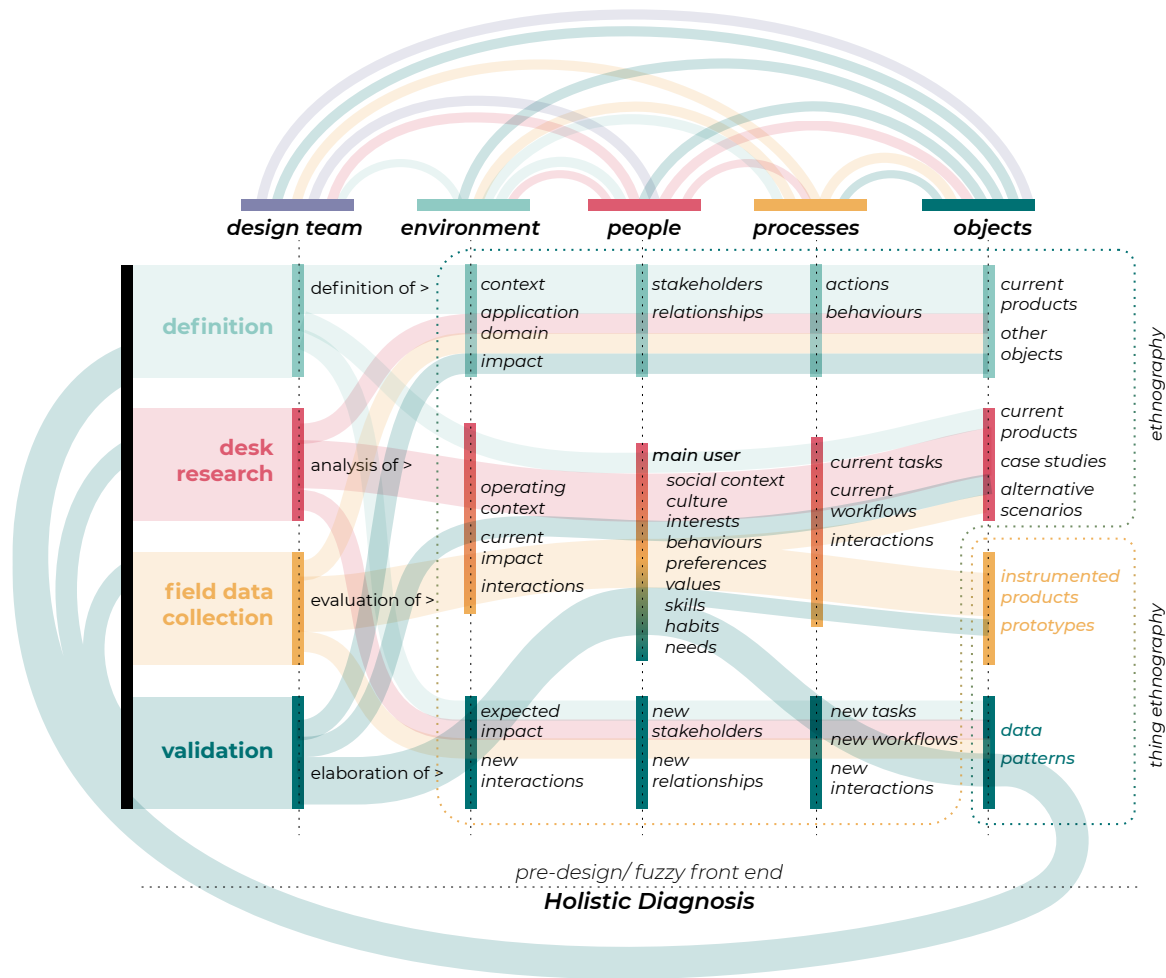 design team
environment
people
processes
objects
definition
definition of >
context
application
domain
impact
stakeholders
relationships
actions
behaviours
current
products
other
objects
ethnography
desk
research
analysis of >
operating
context
current
impact
interactions
main user
social context
culture
interests
behaviours
preferences
values
skills
habits
needs
current tasks
current
workflows
interactions
current
products
case studies
alternative
scenarios
field data
collection
evaluation of >
instrumented
products
prototypes
thing ethnography
validation
elaboration of >
expected
impact
new
interactions
new
stakeholders
new
relationships
new tasks
new workflows
new
interactions
data
patterns
pre-design/ fuzzy front end
Holistic Diagnosis